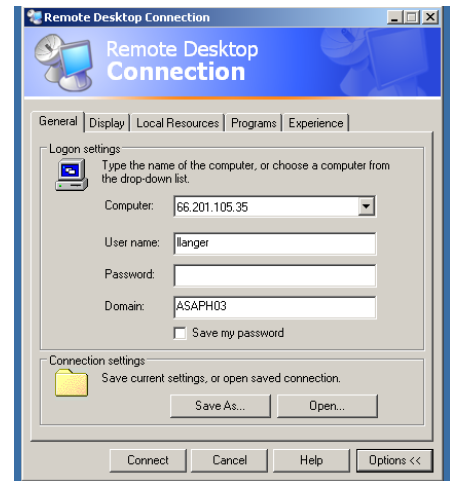 Remote Desktop Connection
Remote Desktop
Connection
General Display Local Resources Programs Experience
Logon settings
Type the name of the computer, or choose a computer from
the drop-down list.
Computer: 66.201.105.35
User name: llanger
Password:
Domain: ASAPH03
Save my password
Connection settings
Save current settings, or open saved connection.
Save As... Open...
Connect Cancel Help Options <<